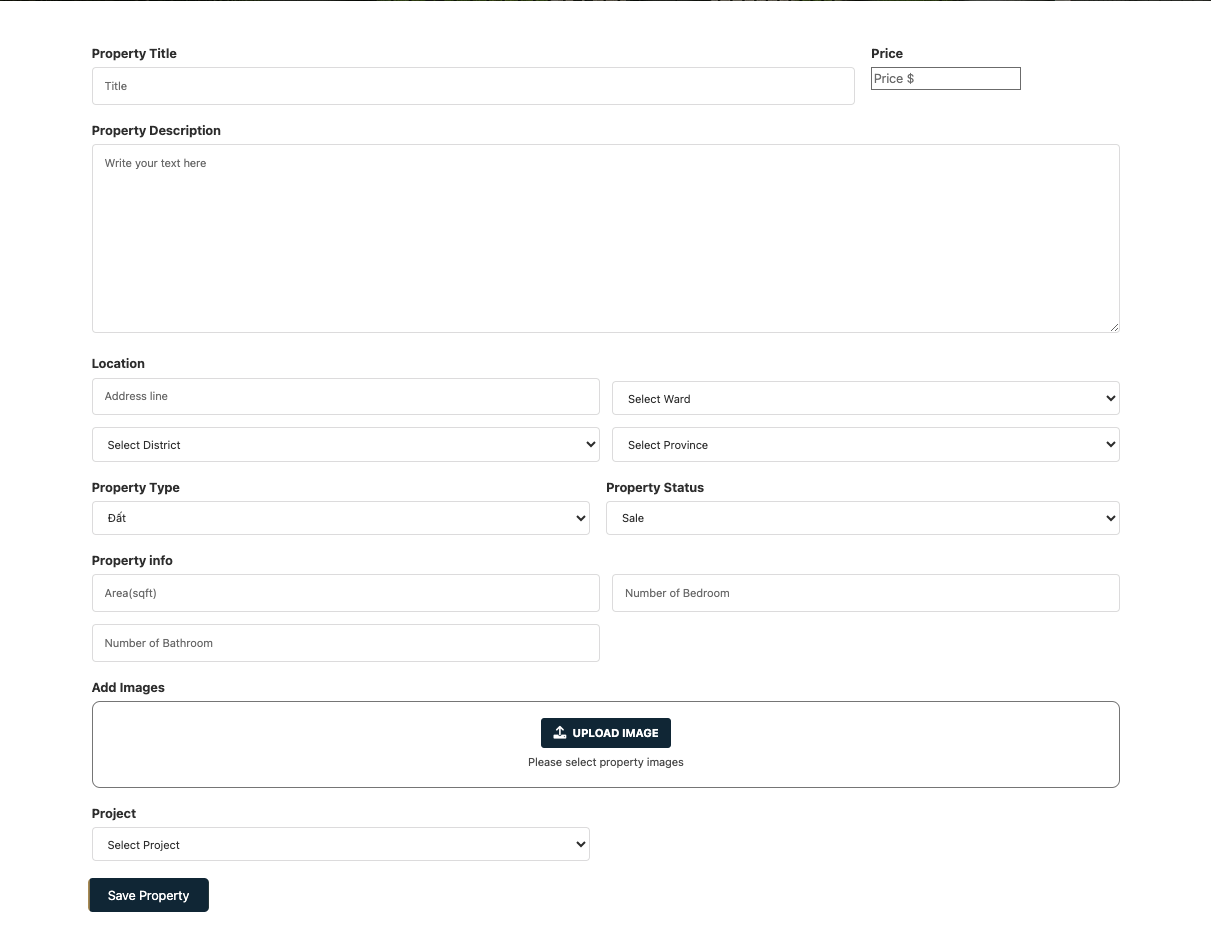 Property Title
Price
Title
Price $
Property Description
Write your text here
Location
Address line
Select Ward
Select District
Select Province
Property Type
Property Status
Đất
Sale
Property info
Area(sqft)
Number of Bedroom
Number of Bathroom
Add Images
UPLOAD IMAGE
Please select property images
Project
Select Project
Save Property